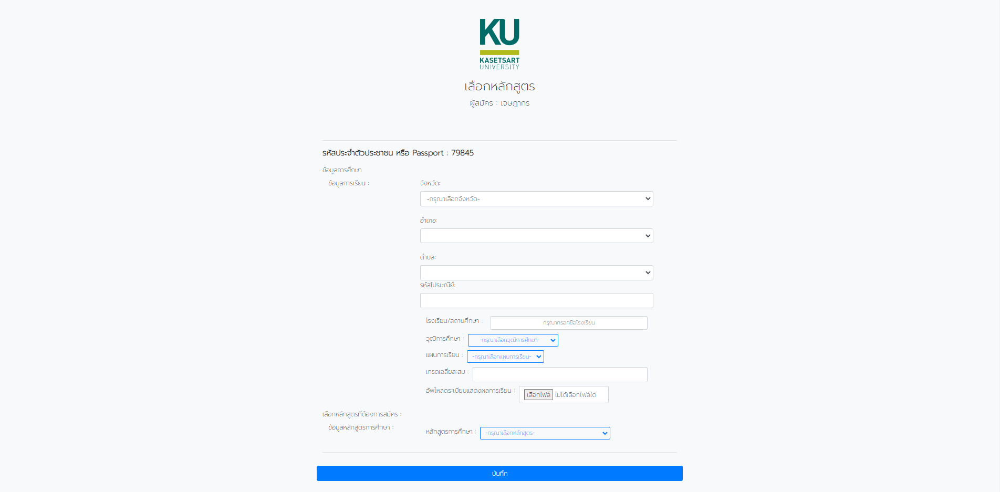 KU
KASETSART
UNIVERSITY
เลือกหลักสูตร
ผู้สมัคร : เจษฎากร
รหัสประจำตัวประชาชน หรือ Passport : 79845
ข้อมูลการศึกษา
ข้อมูลการเรียน :
จังหวัด:
-กรุณาเลือกจังหวัด-
อำเภอ:
ตำบล:
รหัสไปรษณีย์:
โรงเรียน/สถานศึกษา : กรุณากรอกชื่อโรงเรียน
วุฒิการศึกษา : -กรุณาเลือกวุฒิการศึกษา-
แผนการเรียน : -กรุณาเลือกแผนการเรียน-
เกรดเฉลี่ยสะสม :
อัพโหลดระเบียบแสดงผลการเรียน : เลือกไฟล์ ไม่ได้เลือกไฟล์ใด
เลือกหลักสูตรที่ต้องการสมัคร :
ข้อมูลหลักสูตรการศึกษา :
หลักสูตรการศึกษา : -กรุณาเลือกหลักสูตร-
บันทึก